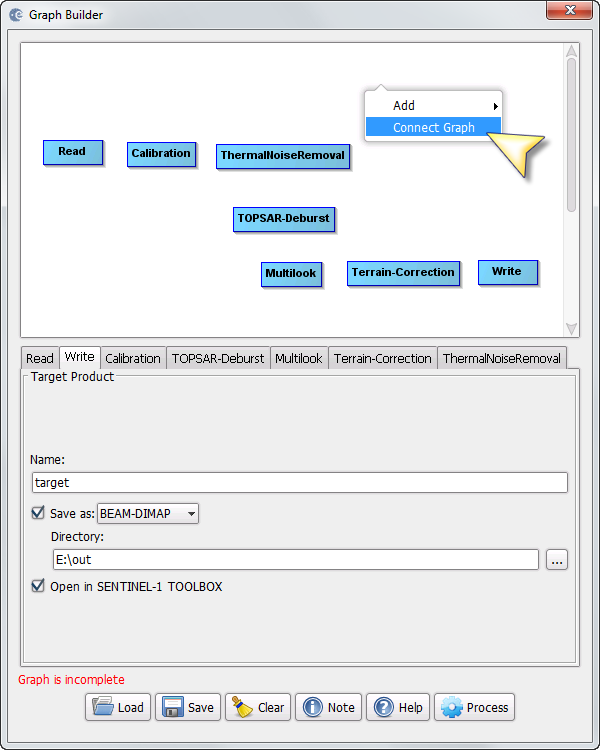 Graph Builder
Add
Connect Graph
Read
Calibration
ThermalNoiseRemoval
TOPSAR-Deburst
Multilook
Terrain-Correction
Write
Read Write Calibration TOPSAR-Deburst Multilook Terrain-Correction ThermalNoiseRemoval
Target Product
Name:
target
Save as: BEAM-DIMAP
Directory:
E:\out ...
Open in SENTINEL-1 TOOLBOX
Graph is incomplete
Load Save Clear Note Help Process